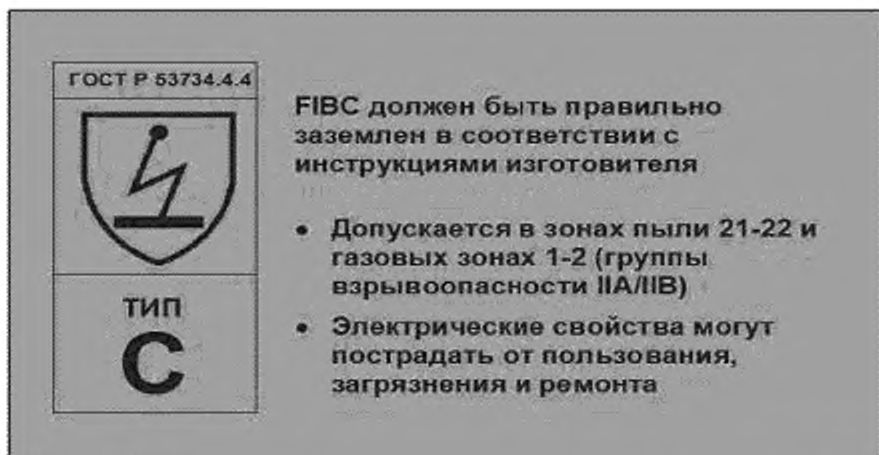 ГОСТ Р 53734.4.4
ТИП
С
FIBC должен быть правильно
заземлен в соответствии с
инструкциями изготовителя
• Допускается в зонах пыли 21-22 и
газовых зонах 1-2 (группы
взрывоопасности IIA/IIB)
• Электрические свойства могут
пострадать от пользования,
загрязнения и ремонта